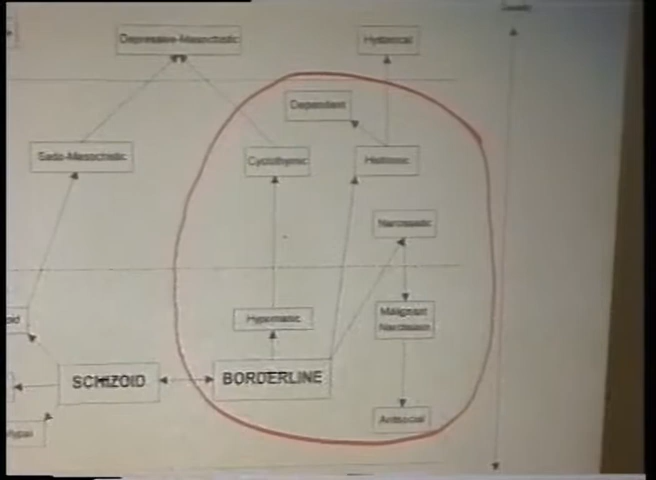 Depressive-Masochistic
Hysterical
Dependent
Sado-Masochistic
Cyclothymic
Histrionic
Narcissistic
Hypomanic
Malignant
Narcissism
SCHIZOID
BORDERLINE
Antisocial